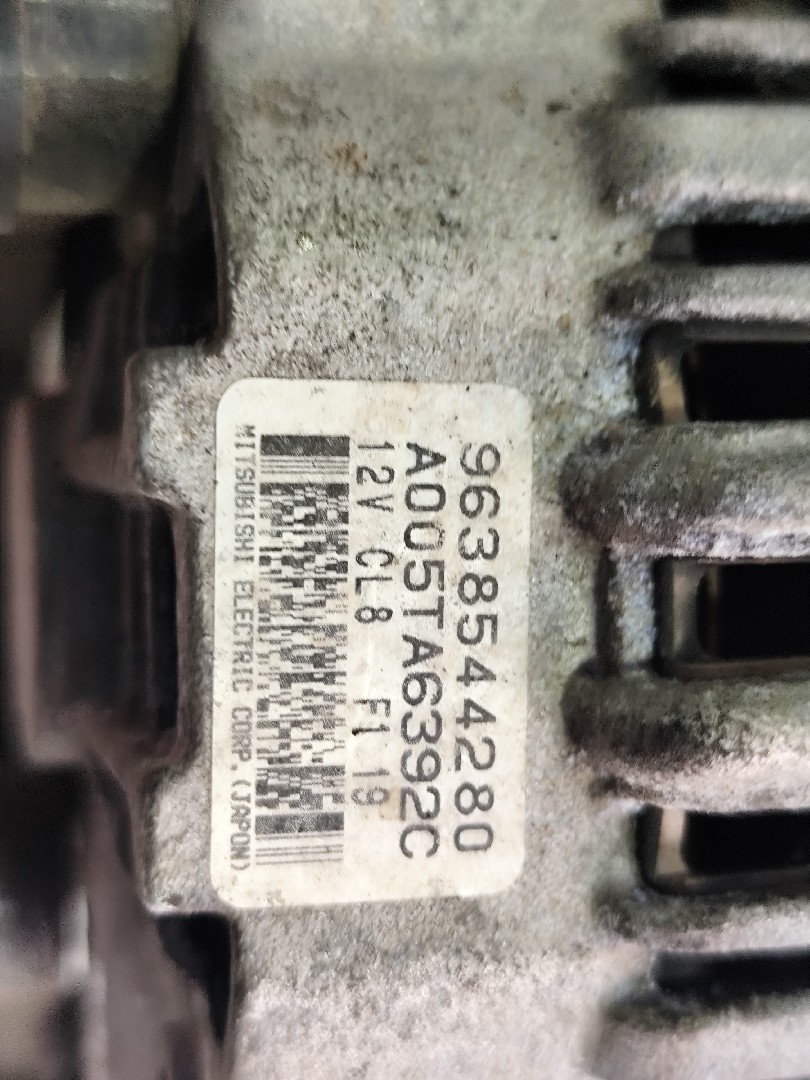 9638544280
A005TA6392C
12V CL8 F1 19
MITSUBISHI ELECTRIC CORP. (JAPON)